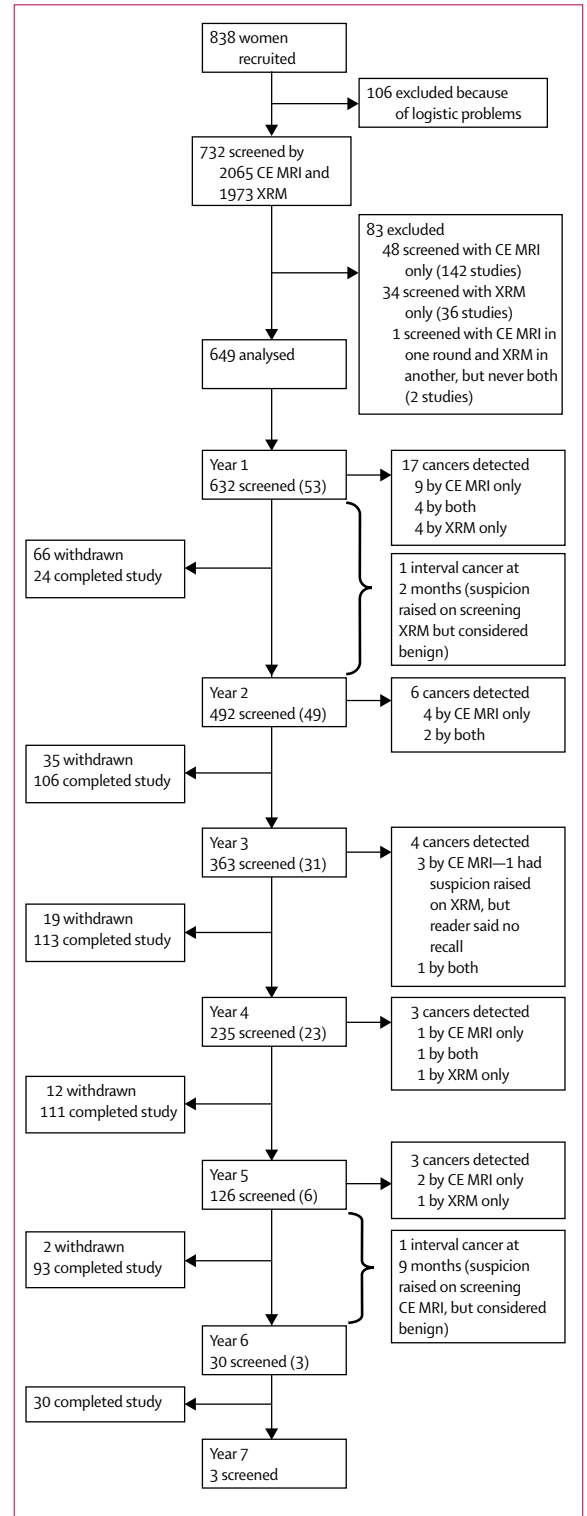 838 women
recruited
106 excluded because
of logistic problems
732 screened by
2065 CE MRI and
1973 XRM
83 excluded
48 screened with CE MRI
only (142 studies)
34 screened with XRM
only (36 studies)
1 screened with CE MRI in
one round and XRM in
another, but never both
(2 studies)
649 analysed
Year 1
632 screened (53)
17 cancers detected
9 by CE MRI only
4 by both
4 by XRM only
66 withdrawn
24 completed study
1 interval cancer at
2 months (suspicion
raised on screening
XRM but considered
benign)
Year 2
492 screened (49)
6 cancers detected
4 by CE MRI only
2 by both
35 withdrawn
106 completed study
Year 3
363 screened (31)
4 cancers detected
3 by CE MRI—1 had
suspicion raised
on XRM, but
reader said no
recall
1 by both
19 withdrawn
113 completed study
Year 4
235 screened (23)
3 cancers detected
1 by CE MRI only
1 by both
1 by XRM only
12 withdrawn
111 completed study
Year 5
126 screened (6)
3 cancers detected
2 by CE MRI only
1 by XRM only
2 withdrawn
93 completed study
1 interval cancer at
9 months (suspicion
raised on screening
CE MRI, but considered
benign)
Year 6
30 screened (3)
30 completed study
Year 7
3 screened